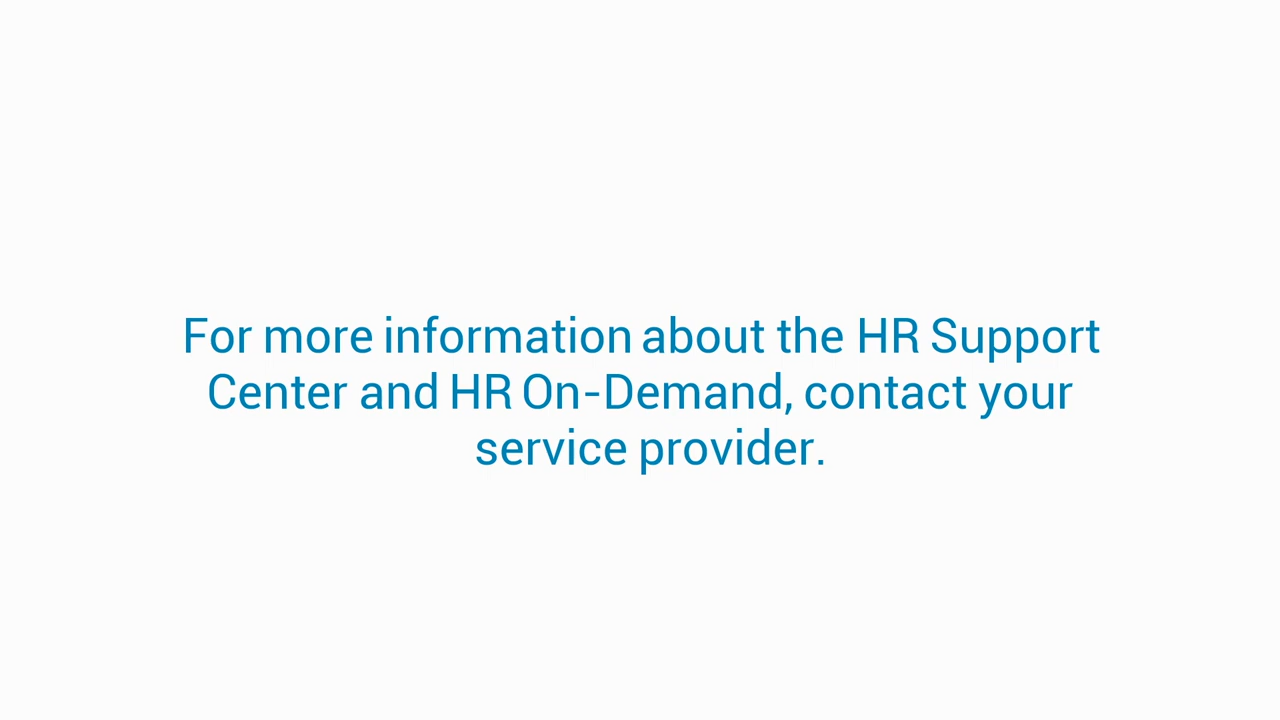 For more information about the HR Support
Center and HR On-Demand, contact your
service provider.